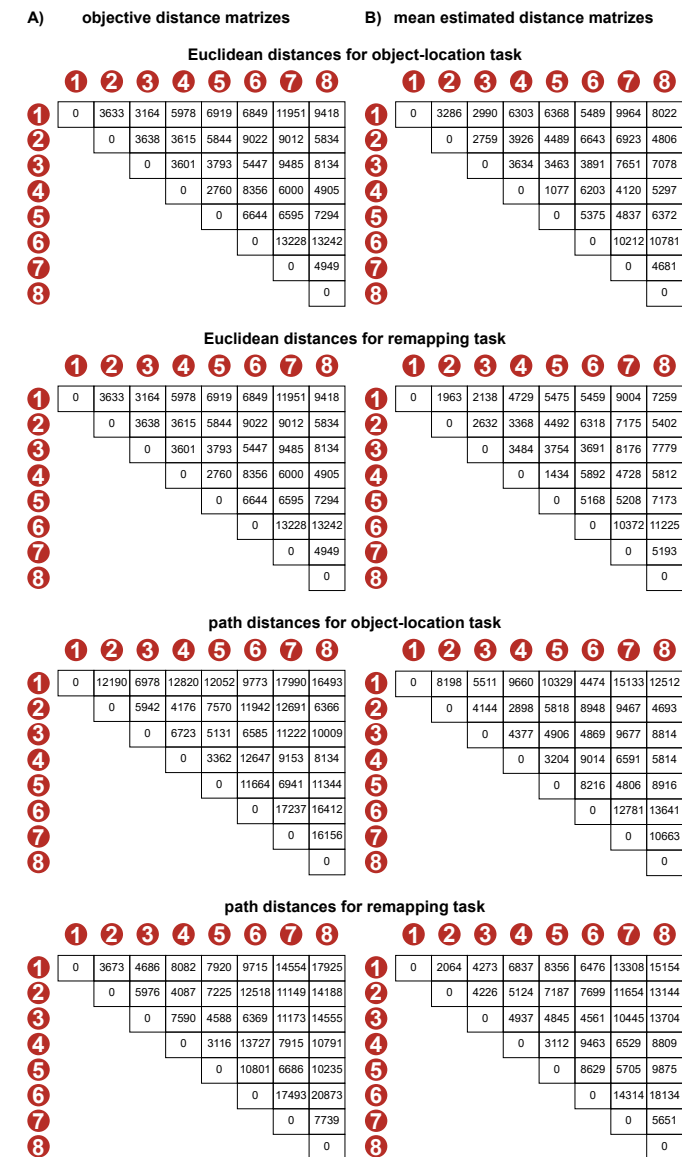 A) objective distance matrizes B) mean estimated distance matrizes
Euclidean distances for object-location task
1 2 3 4 5 6 7 8 1 2 3 4 5 6 7 8
1 0 3633 3164 5978 6919 6849 11951 9418 1 0 3286 2990 6303 6368 5489 9964 8022
2 0 3638 3615 5844 9022 9012 5834 2 0 2759 3926 4489 6643 6923 4806
3 0 3601 3793 5447 9485 8134 3 0 3634 3463 3891 7651 7078
4 0 2760 8356 6000 4905 4 0 1077 6203 4120 5297
5 0 6644 6595 7294 5 0 5375 4837 6372
6 0 13228 13242 6 0 10212 10781
7 0 4949 7 0 4681
8 0 8 0
Euclidean distances for remapping task
1 2 3 4 5 6 7 8 1 2 3 4 5 6 7 8
1 0 3633 3164 5978 6919 6849 11951 9418 1 0 1963 2138 4729 5475 5459 9004 7259
2 0 3638 3615 5844 9022 9012 5834 2 0 2632 3368 4492 6318 7175 5402
3 0 3601 3793 5447 9485 8134 3 0 3484 3754 3691 8176 7779
4 0 2760 8356 6000 4905 4 0 1434 5892 4728 5812
5 0 6644 6595 7294 5 0 5168 5208 7173
6 0 13228 13242 6 0 10372 11225
7 0 4949 7 0 5193
8 0 8 0
path distances for object-location task
1 2 3 4 5 6 7 8 1 2 3 4 5 6 7 8
1 0 12190 6978 12820 12052 9773 17990 16493 1 0 8198 5511 9660 10329 4474 15133 12512
2 0 5942 4176 7570 11942 12691 6366 2 0 4144 2898 5818 8948 9467 4693
3 0 6723 5131 6585 11222 10009 3 0 4377 4906 4869 9677 8814
4 0 3362 12647 9153 8134 4 0 3204 9014 6591 5814
5 0 11664 6941 11344 5 0 8216 4806 8916
6 0 17237 16412 6 0 12781 13641
7 0 16156 7 0 10663
8 0 8 0
path distances for remapping task
1 2 3 4 5 6 7 8 1 2 3 4 5 6 7 8
1 0 3673 4686 8082 7920 9715 14554 17925 1 0 2064 4273 6837 8356 6476 13308 15154
2 0 5976 4087 7225 12518 11149 14188 2 0 4226 5124 7187 7699 11654 13144
3 0 7590 4588 6369 11173 14555 3 0 4937 4845 4561 10445 13704
4 0 3116 13727 7915 10791 4 0 3112 9463 6529 8809
5 0 10801 6686 10235 5 0 8629 5705 9875
6 0 17493 20873 6 0 14314 18134
7 0 7739 7 0 5651
8 0 8 0